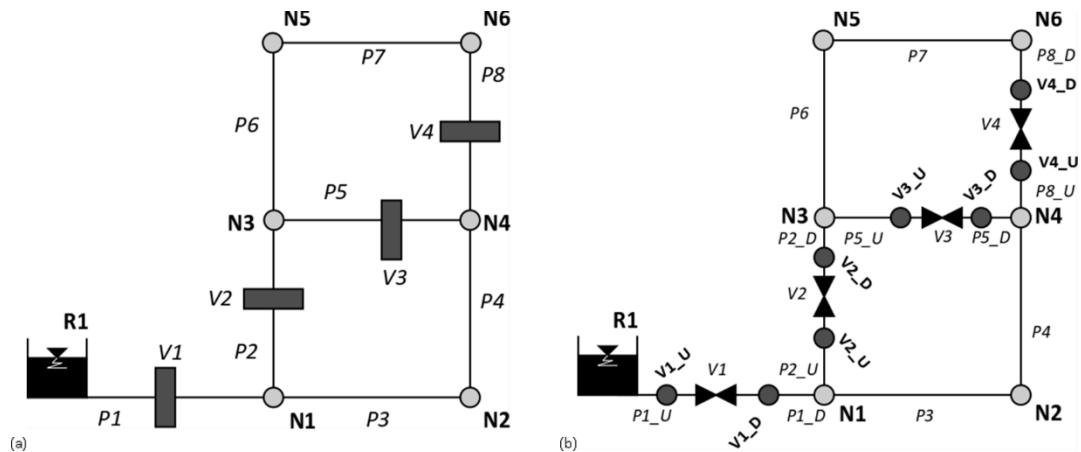 N5
N6
P7
P8
V4
P6
P5
N3
N4
V3
V2
R1
V1
P2
P4
P1
N1
P3
N2
(a)
N5
N6
P7
P8_D
V4_D
P6
V4
V4_U
V3_U
V3_D
P8_U
N3
N4
P2_D
P5_U
V3
P5_D
V2_D
V2
R1
V2_U
P4
V1_U
V1
P2_U
P1_U
V1_D
P1_D
N1
P3
N2
(b)